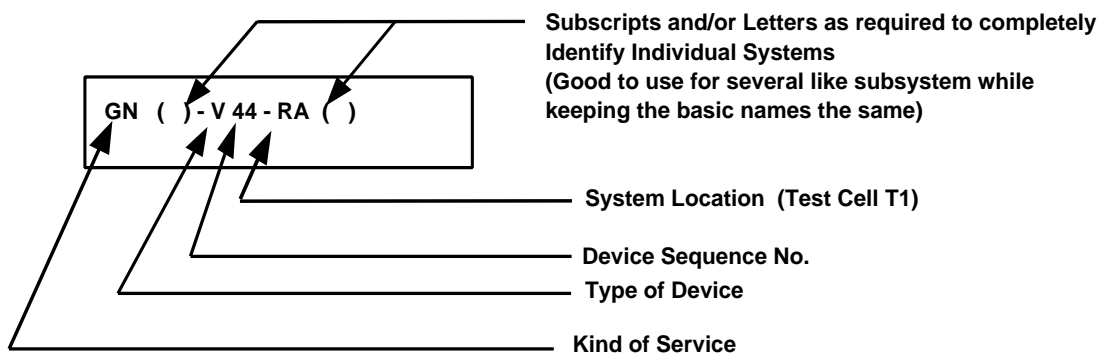 Subscripts and/or Letters as required to completely
Identify Individual Systems
(Good to use for several like subsystem while
keeping the basic names the same)
GN ( ) - V 44 - RA ( )
System Location (Test Cell T1)
Device Sequence No.
Type of Device
Kind of Service